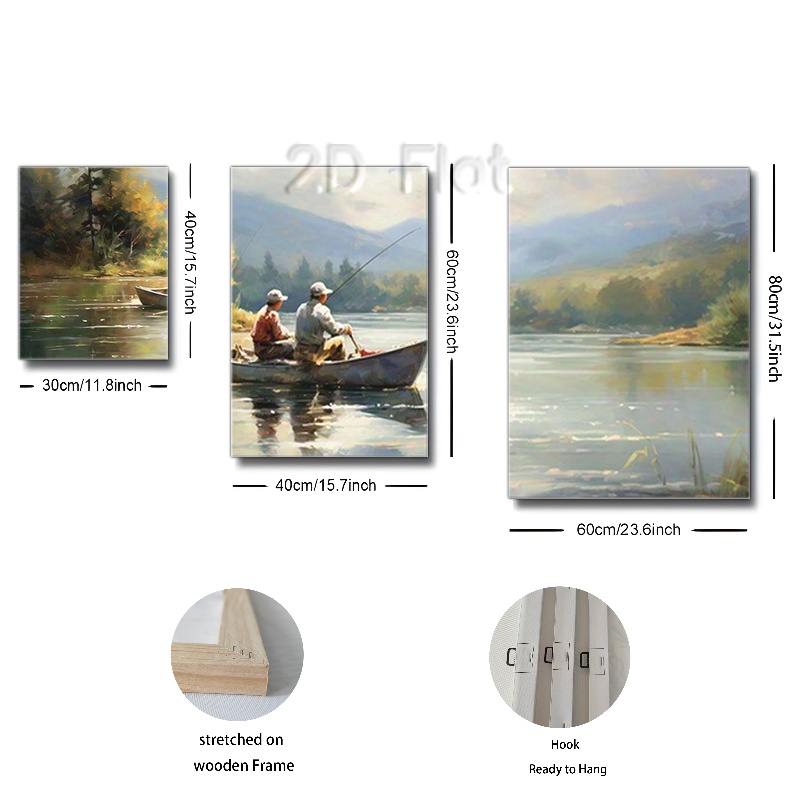 2D Flat
40cm/15.7inch
30cm/11.8inch
60cm/23.6inch
40cm/15.7inch
80cm/31.5inch
60cm/23.6inch
stretched on
wooden Frame
Hook
Ready to Hang